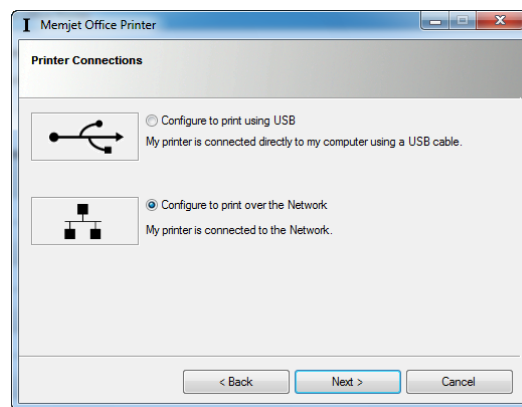 Memjet Office Printer
Printer Connections
Configure to print using USB
My printer is connected directly to my computer using a USB cable.
Configure to print over the Network
My printer is connected to the Network.
< Back
Next >
Cancel